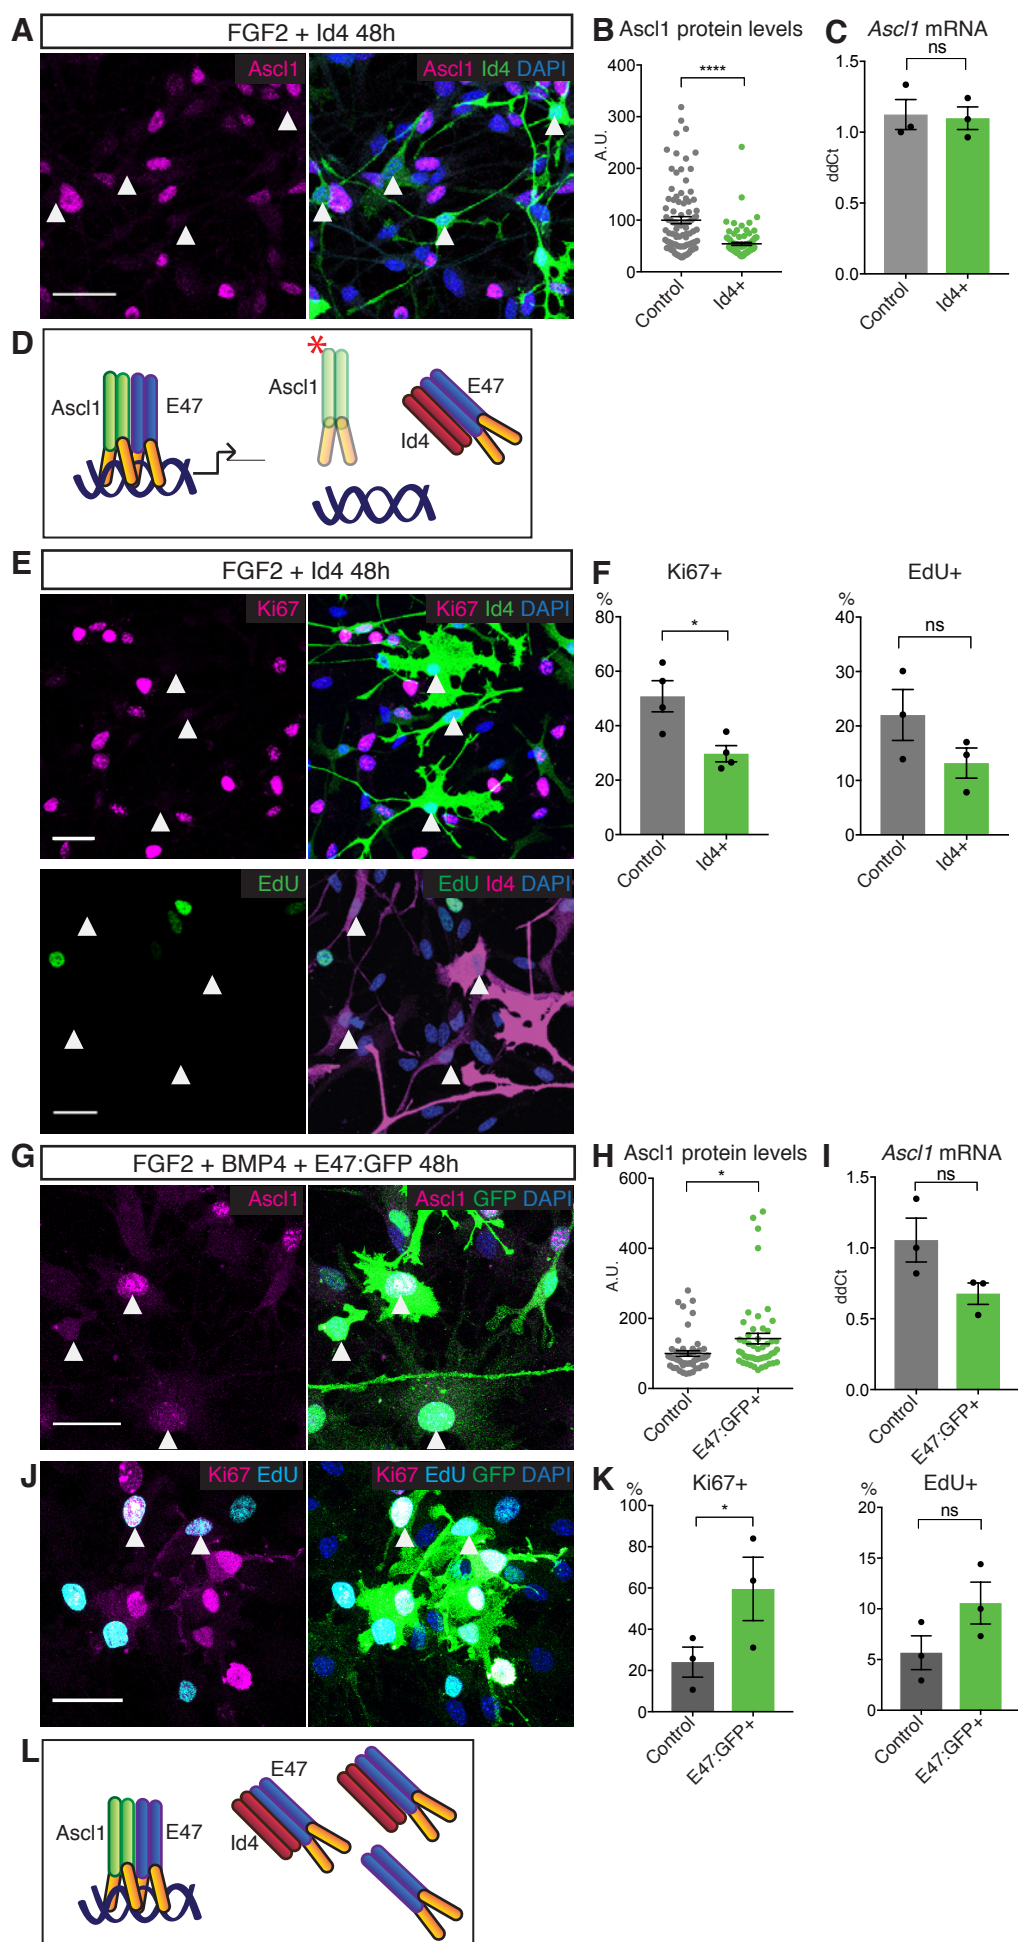 A
FGF2 + Id4 48h
Ascl1
Ascl1 Id4 DAPI
B Ascl1 protein levels
****
400
300
200
100
0
A.U.
Control
Id4+
C Ascl1 mRNA
ns
1.5
1.0
0.5
0.0
ddCt
Control
Id4+
D
Ascl1
E47
*
Ascl1
E47
Id4
E
FGF2 + Id4 48h
Ki67
Ki67 Id4 DAPI
EdU
EdU Id4 DAPI
F
Ki67+
%
80
60
40
20
0
*
Control
Id4+
EdU+
%
40
30
20
10
0
ns
Control
Id4+
G
FGF2 + BMP4 + E47:GFP 48h
Ascl1
Ascl1 GFP DAPI
H Ascl1 protein levels
*
600
400
200
0
A.U.
Control
E47:GFP+
I Ascl1 mRNA
ns
1.5
1.0
0.5
0.0
ddCt
Control
E47:GFP+
J
Ki67 EdU
Ki67 EdU GFP DAPI
K
Ki67+
%
100
80
60
40
20
0
*
Control
E47:GFP+
EdU+
%
20
15
10
5
0
ns
Control
E47:GFP+
L
Ascl1
E47
E47
Id4